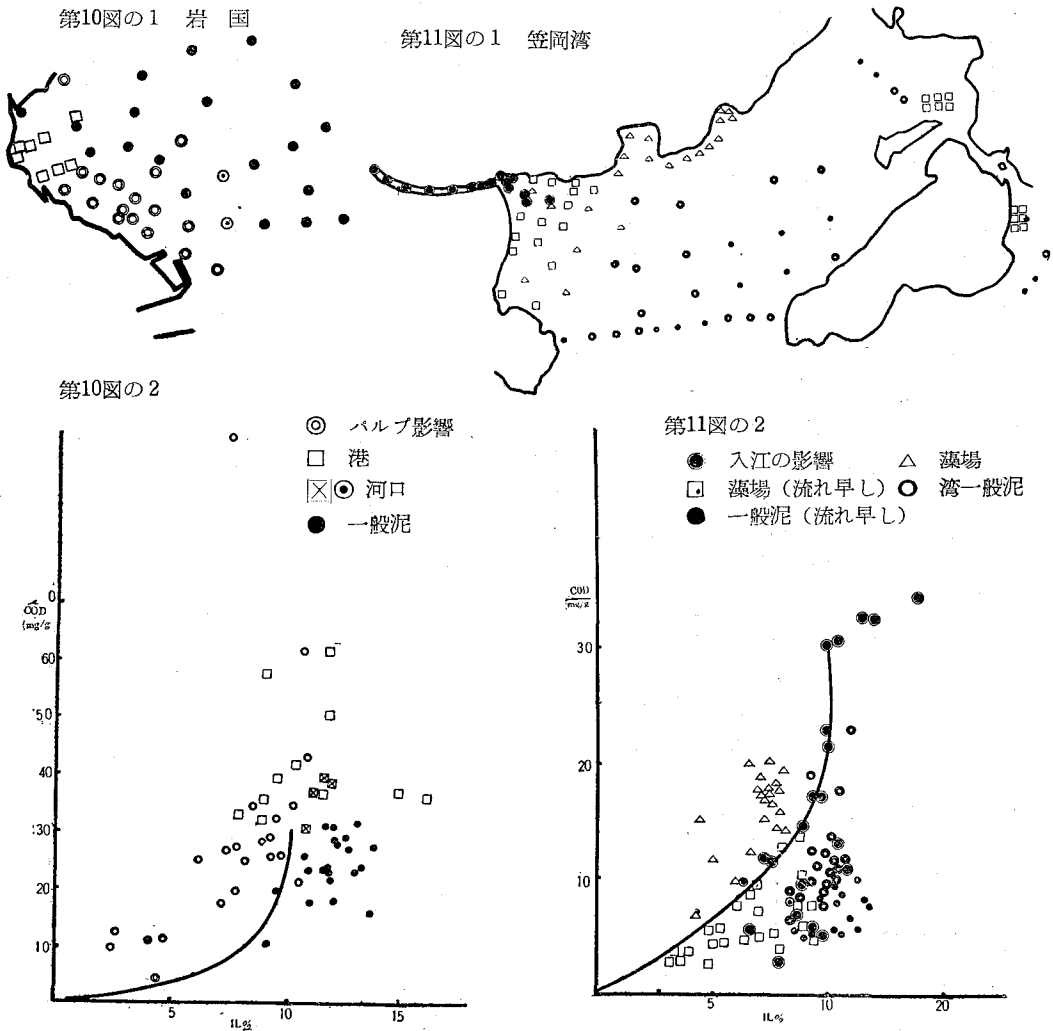 第10図の1 岩国
第11図の1 笠岡湾
第10図の2
◎ パルプ影響
□ 港
河口
● 一般泥
COD
(mg/g
0
60
50
40
30
20
10
5
10
15
IL%
第11図の2
入江の影響 △ 藻場
藻場(流れ早し) 湾一般泥
● 一般泥(流れ早し)
COD
mg/g
30
20
10
5
10
20
IL%